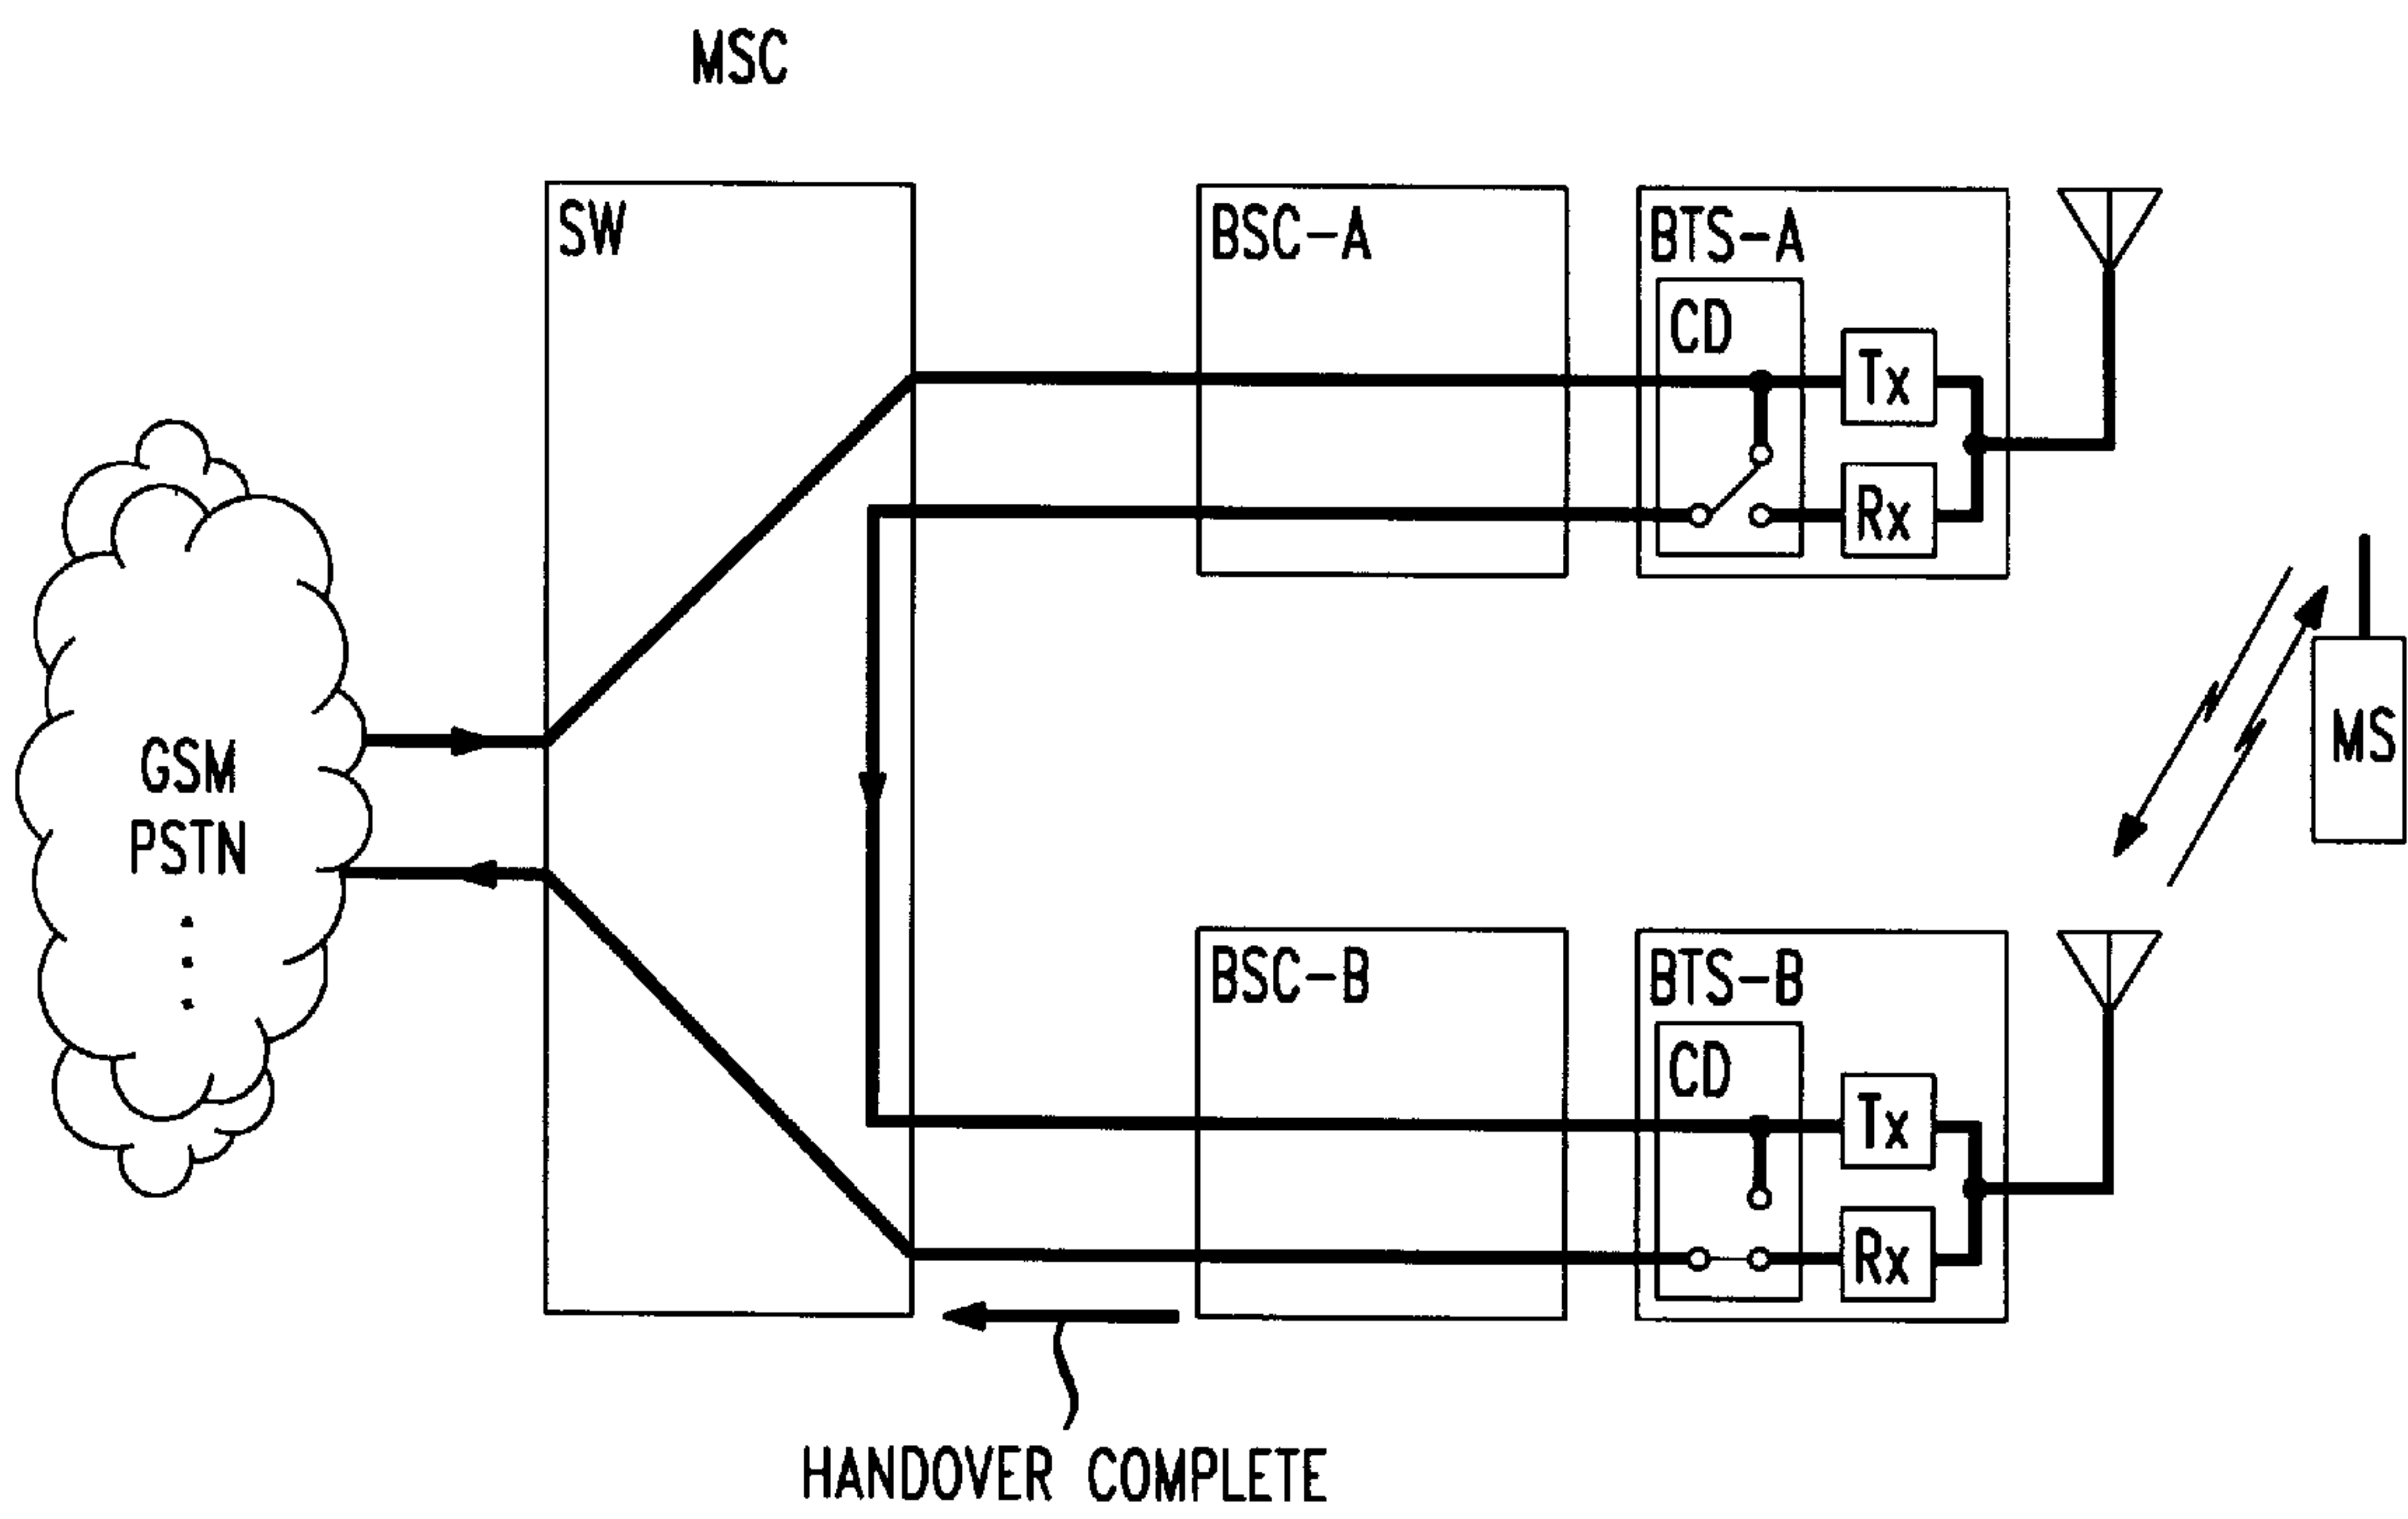 MSC
SW
BSC-A
BTS-A
CD
Tx
Rx
GSM
PSTN
MS
BSC-B
BTS-B
CD
Tx
Rx
HANDOVER COMPLETE